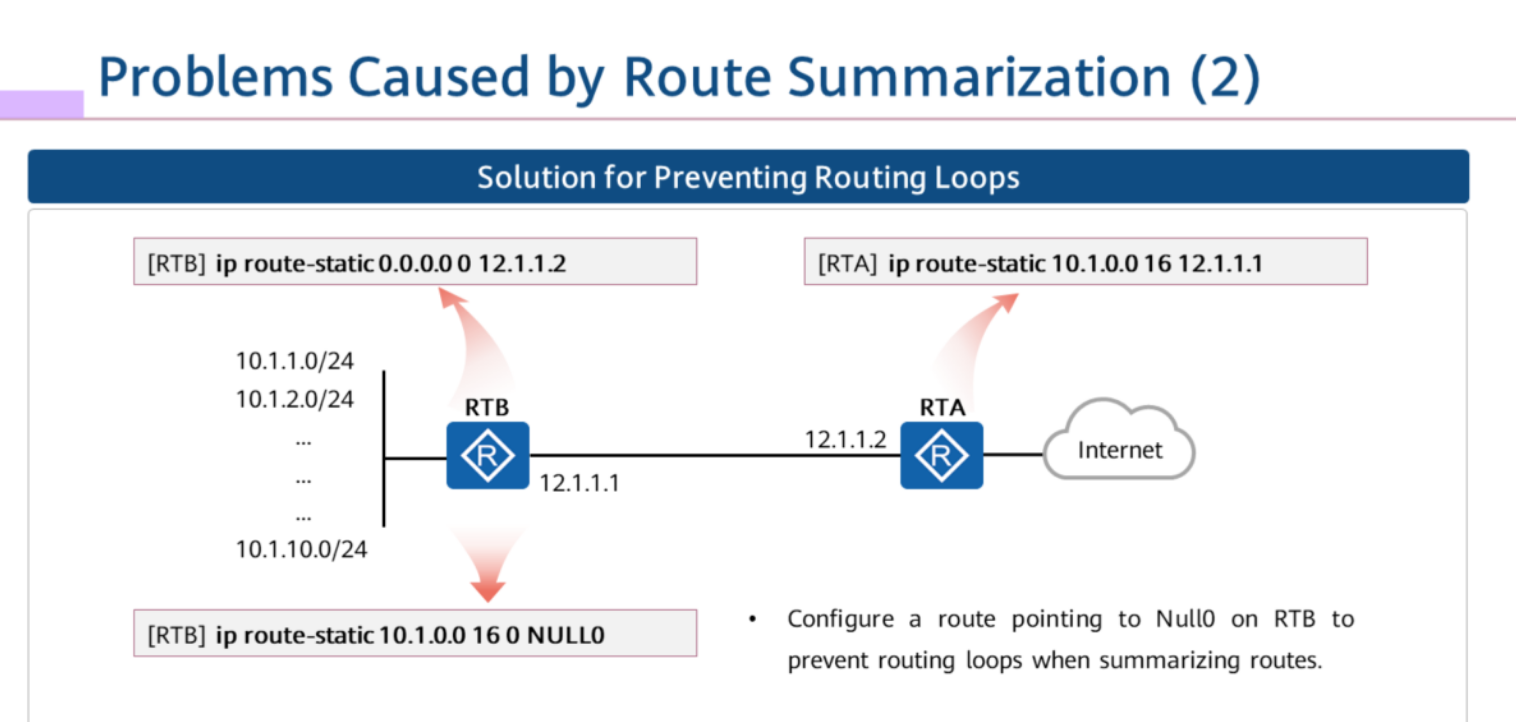 Problems Caused by Route Summarization (2)
Solution for Preventing Routing Loops
[RTB] ip route-static 0.0.0.0 0 12.1.1.2
[RTA] ip route-static 10.1.0.0 16 12.1.1.1
10.1.1.0/24
10.1.2.0/24
...
...
...
10.1.10.0/24
RTB
R
12.1.1.1
12.1.1.2
RTA
R
Internet
[RTB] ip route-static 10.1.0.0 16 0 NULL0
• Configure a route pointing to Null0 on RTB to
prevent routing loops when summarizing routes.